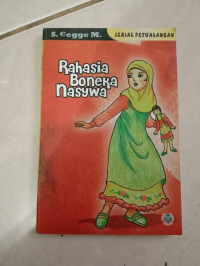 S. Gegge M.
SERIAL PETUALANGAN
Rahasia
Boneka
Nasywa